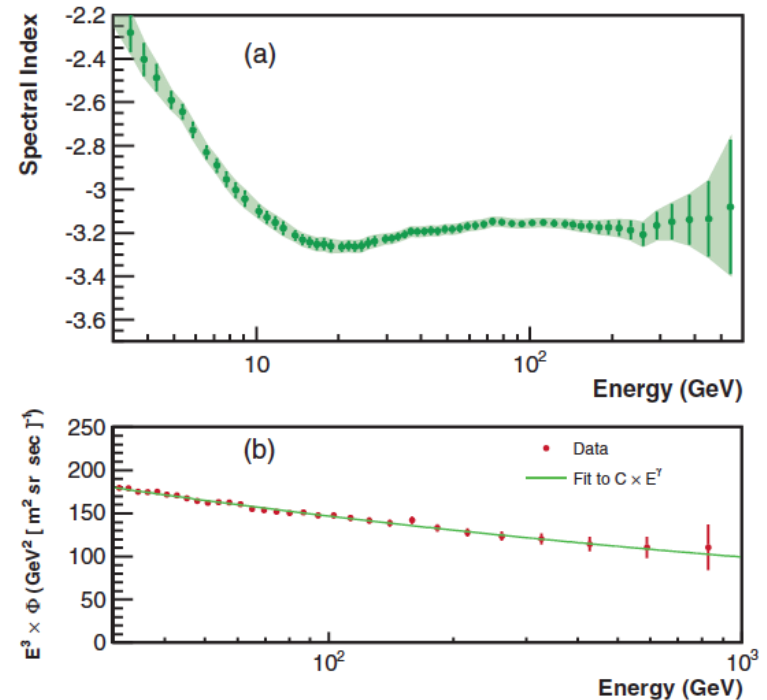 Spectral Index
-2.2
-2.4
-2.6
-2.8
-3
-3.2
-3.4
-3.6
(a)
10
10²
Energy (GeV)
E³ × Φ (GeV² [ m² sr sec ]⁻¹)
250
200
150
100
50
0
(b)
Data
Fit to C × E^γ
10²
10³
Energy (GeV)